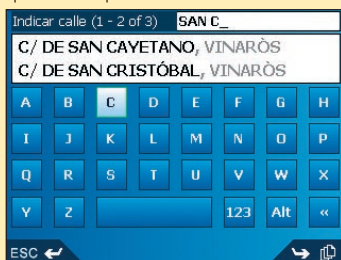 Indicar calle (1 - 2 of 3) SAN C_
C/ DE SAN CAYETANO, VINARÒS
C/ DE SAN CRISTÓBAL, VINARÒS
A B C D E F G H
I J K L M N O P
Q R S T U V W X
Y Z 123 Alt «
ESC